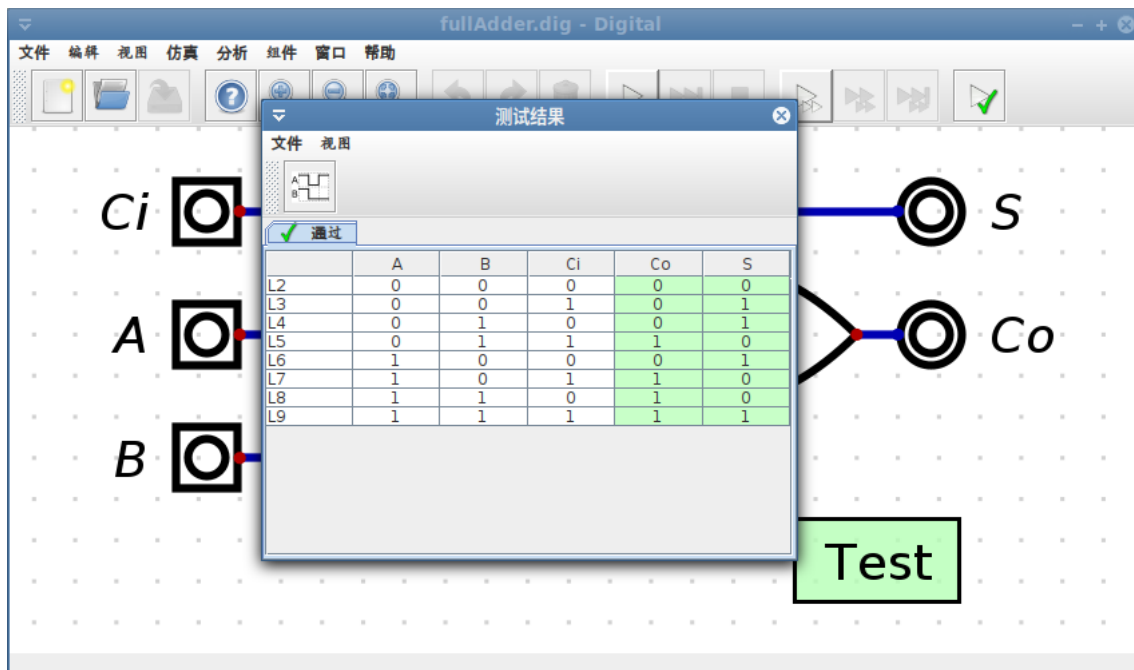 fullAdder.dig - Digital
文件 编辑 视图 仿真 分析 组件 窗口 帮助
测试结果
文件 视图
A
B
通过
A B Ci Co S
L2 0 0 0 0 0
L3 0 0 1 0 1
L4 0 1 0 0 1
L5 0 1 1 1 0
L6 1 0 0 0 1
L7 1 0 1 1 0
L8 1 1 0 1 0
L9 1 1 1 1 1
Ci
S
A
Co
B
Test